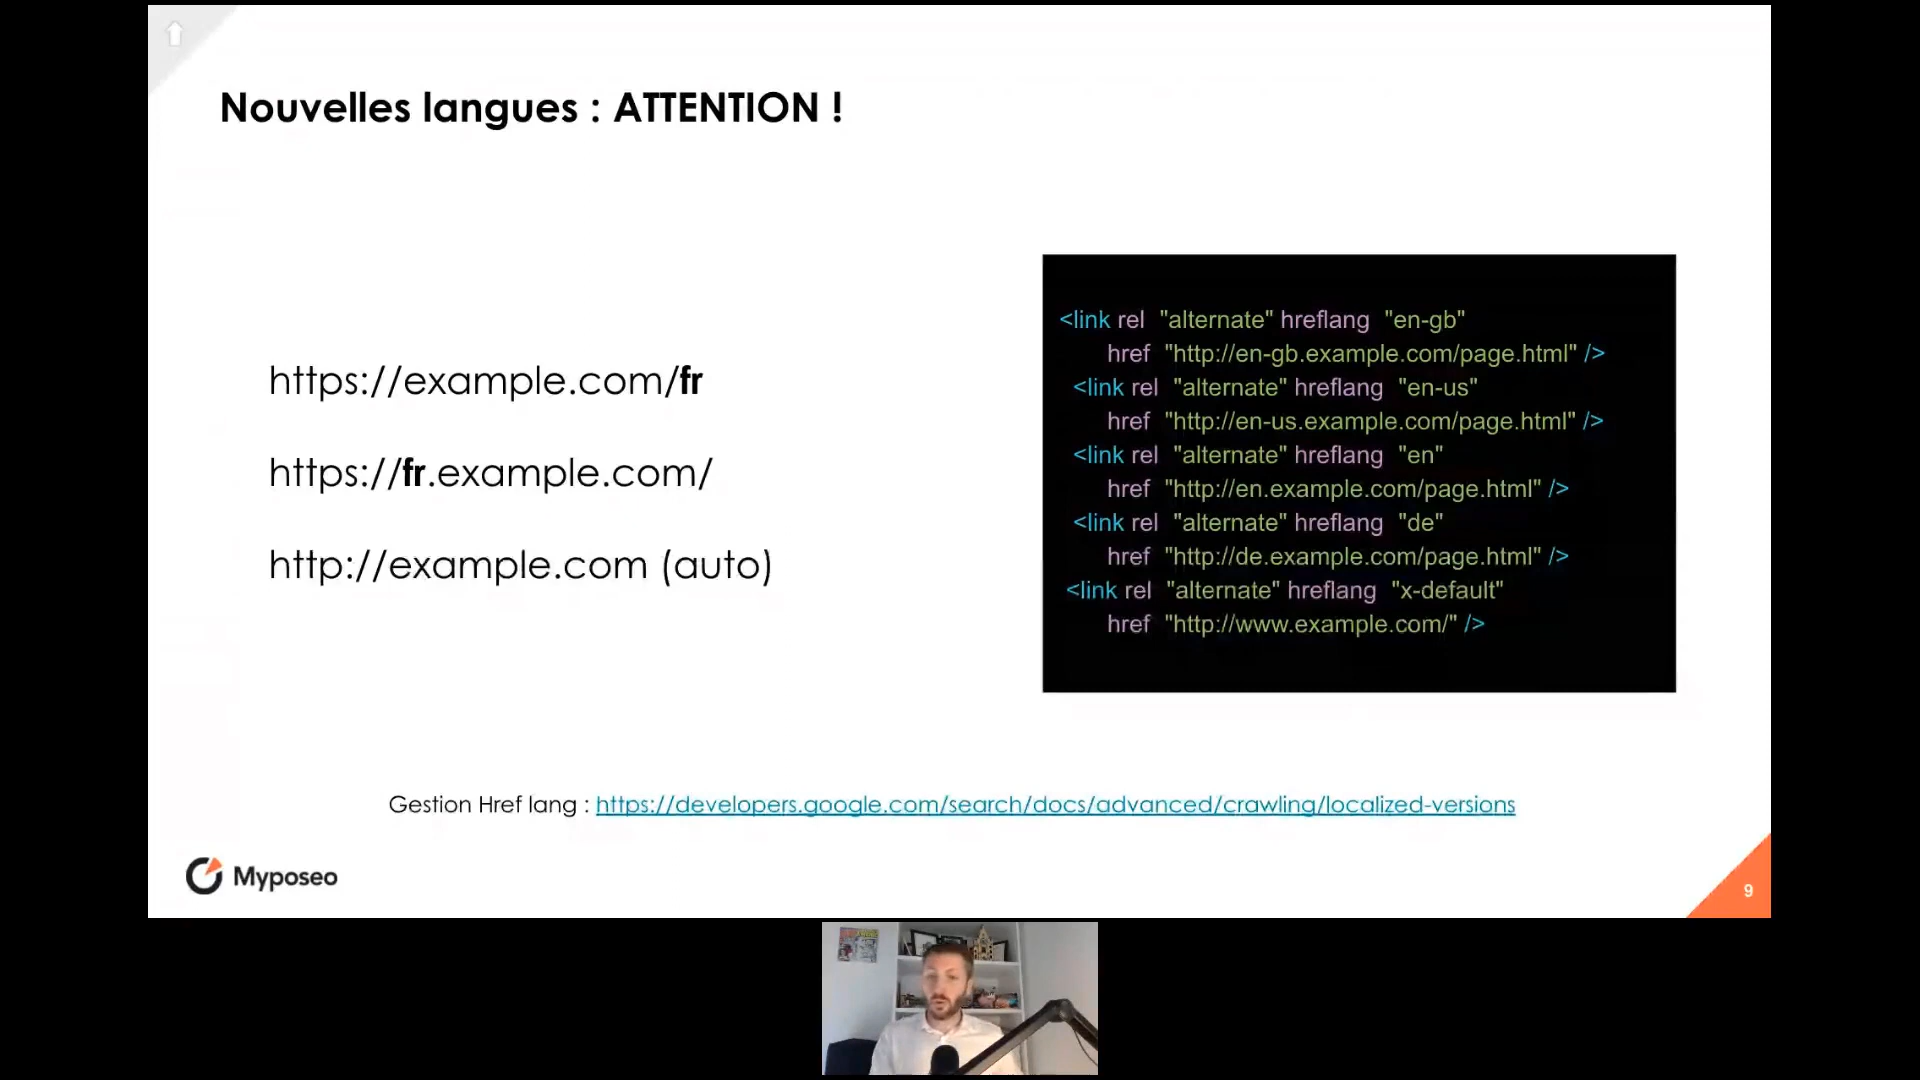 Nouvelles langues : ATTENTION !
https://example.com/fr
https://fr.example.com/
http://example.com (auto)
<link rel "alternate" hreflang "en-gb"
href "http://en-gb.example.com/page.html" />
<link rel "alternate" hreflang "en-us"
href "http://en-us.example.com/page.html" />
<link rel "alternate" hreflang "en"
href "http://en.example.com/page.html" />
<link rel "alternate" hreflang "de"
href "http://de.example.com/page.html" />
<link rel "alternate" hreflang "x-default"
href "http://www.example.com/" />
Gestion Href lang : https://developers.google.com/search/docs/advanced/crawling/localized-versions
Myposeo
9